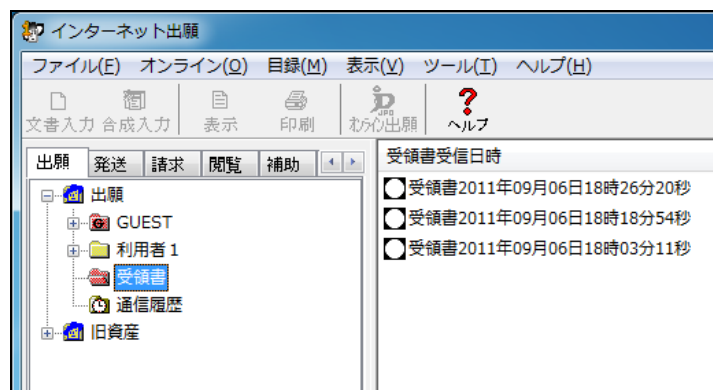 インターネット出願
ファイル(F) オンライン(O) 目録(M) 表示(V) ツール(T) ヘルプ(H)
文書入力 合成入力 表示 印刷 オンライン出願 ヘルプ
出願 発送 請求 閲覧 補助
受領書受信日時
出願
GUEST
利用者1
受領書
通信履歴
旧資産
受領書2011年09月06日18時26分20秒
受領書2011年09月06日18時18分54秒
受領書2011年09月06日18時03分11秒